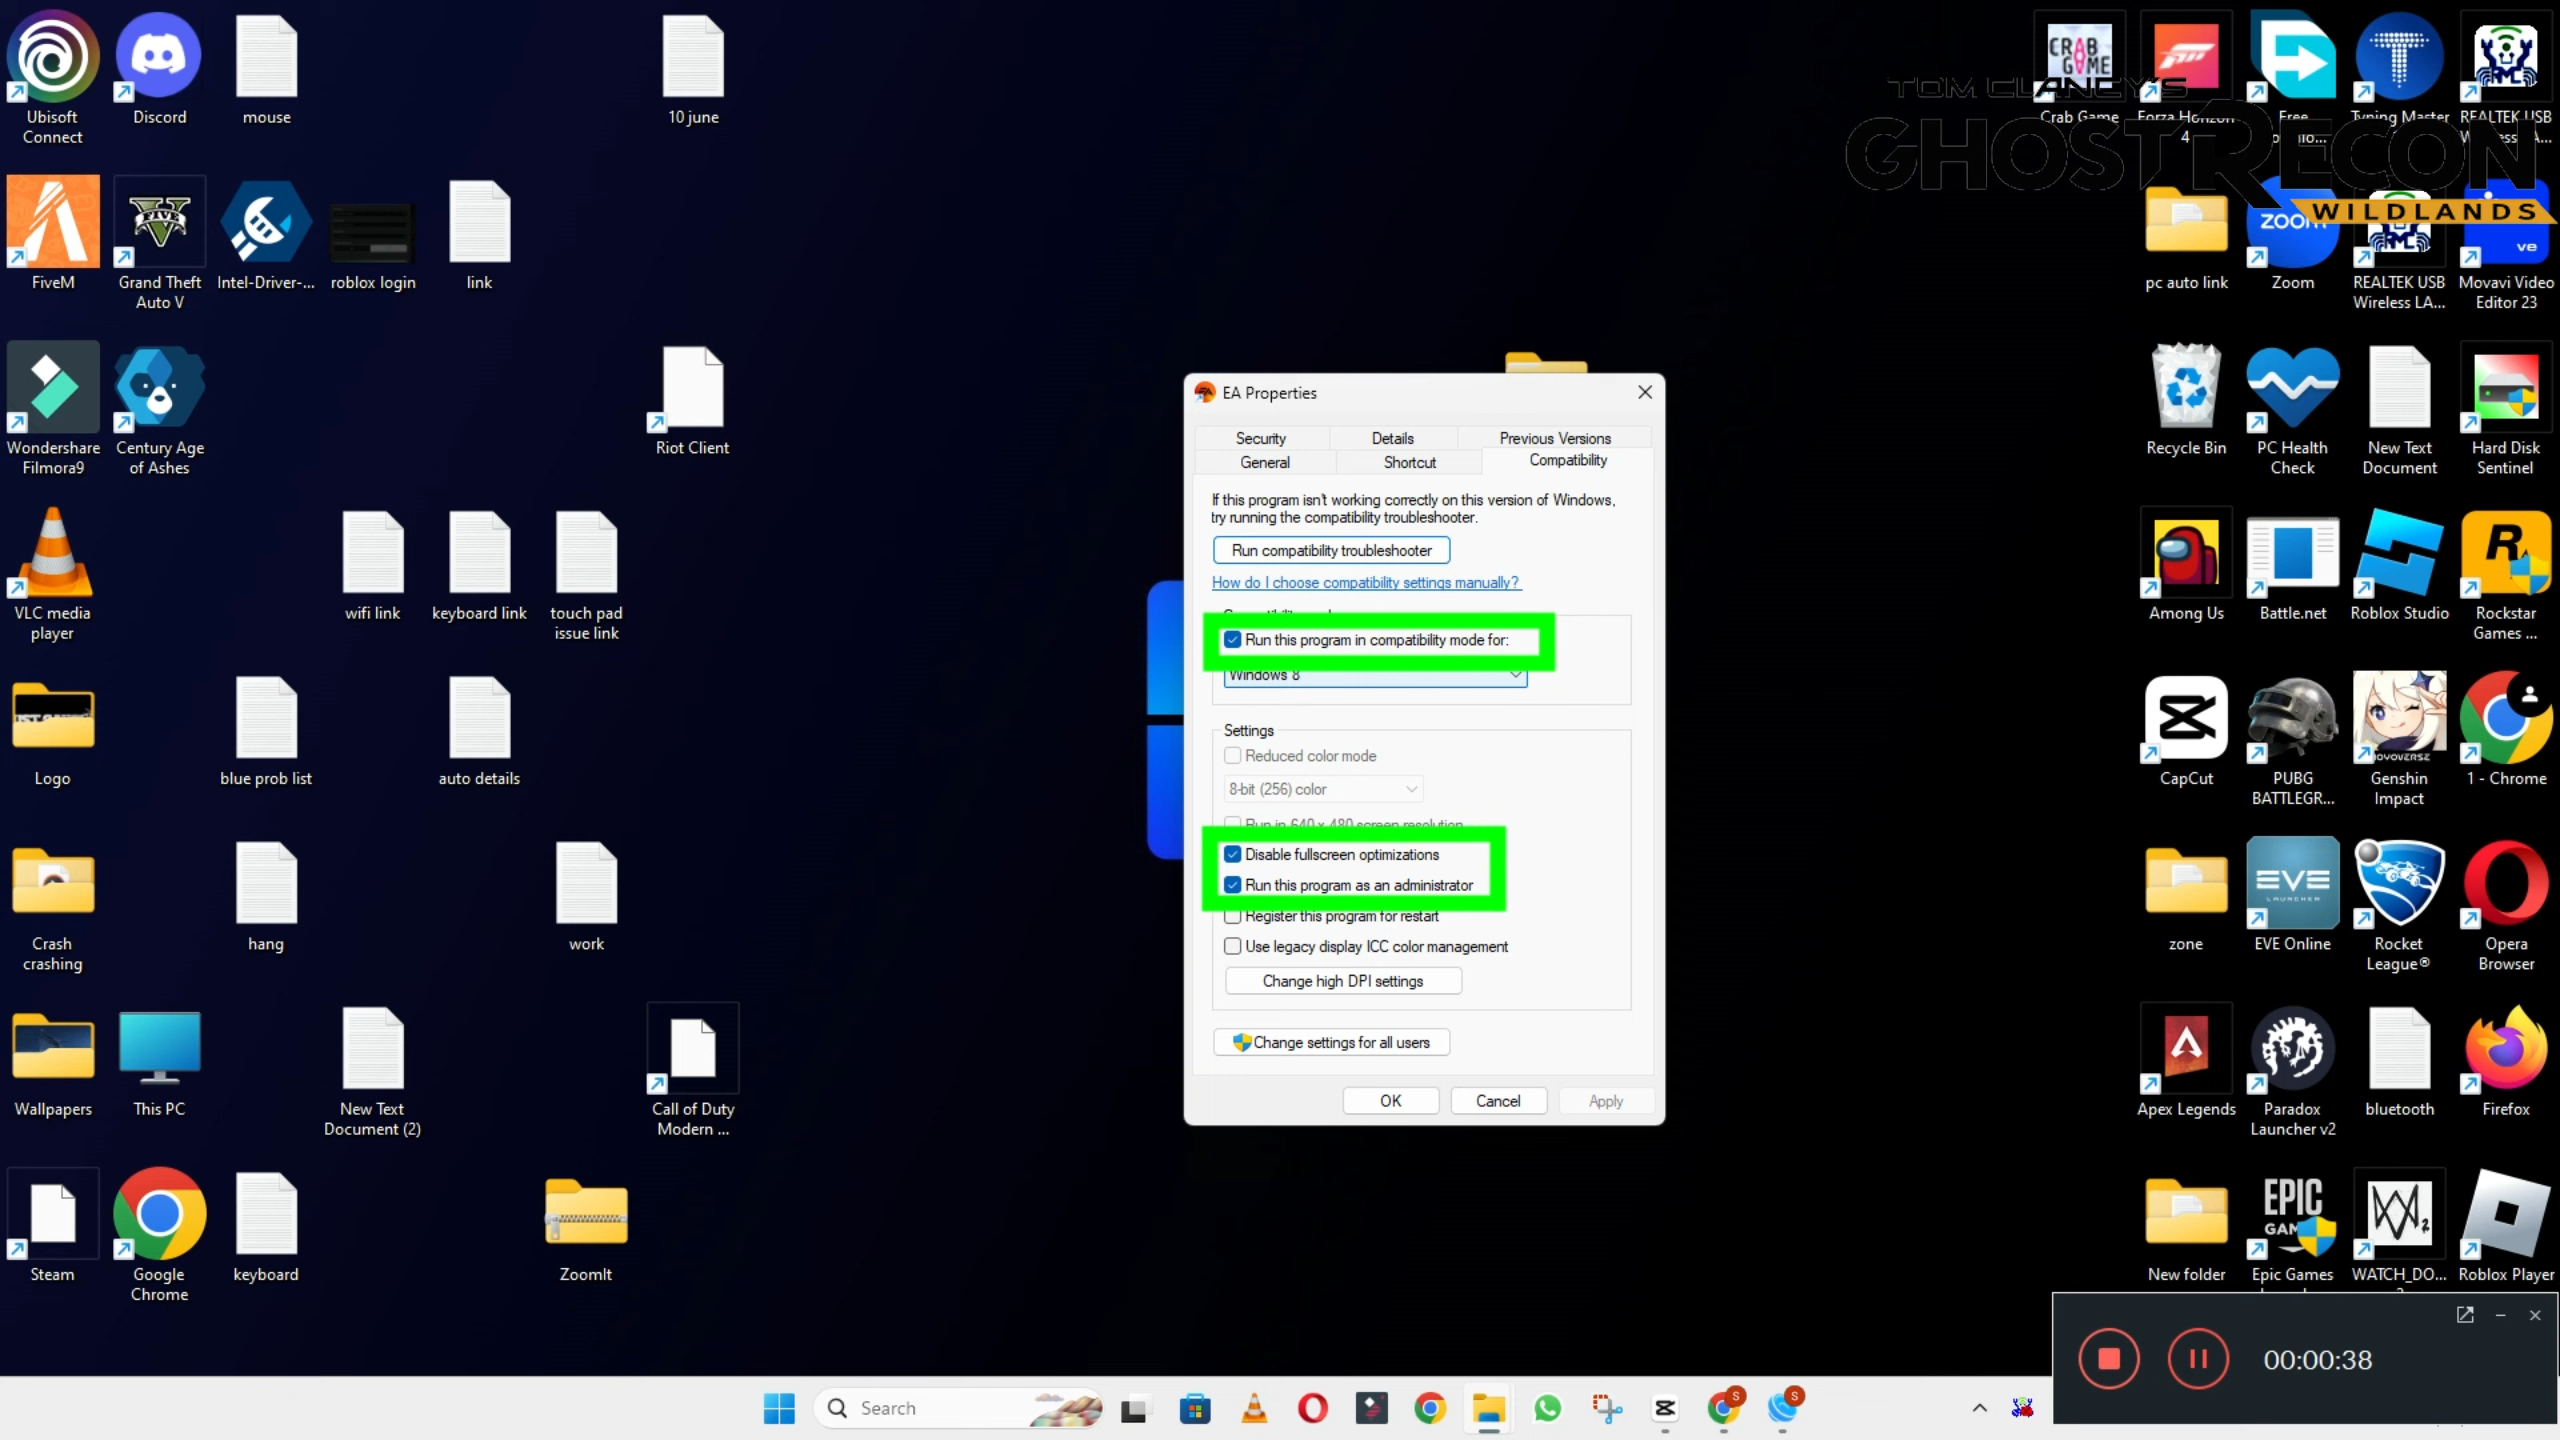 Ubisoft
Connect
Discord
mouse
10 june
FiveM
Grand Theft
Auto V
Intel-Driver-...
roblox login
link
Wondershare
Filmora9
Century Age
of Ashes
Riot Client
VLC media
player
wifi link
keyboard link
touch pad
issue link
Logo
blue prob list
auto details
Crash
crashing
hang
work
Wallpapers
This PC
New Text
Document (2)
Call of Duty
Modern ...
Steam
Google
Chrome
keyboard
ZoomIt
EA Properties
Security
Details
Previous Versions
General
Shortcut
Compatibility
If this program isn't working correctly on this version of Windows,
try running the compatibility troubleshooter.
Run compatibility troubleshooter
How do I choose compatibility settings manually?
Run this program in compatibility mode for:
Windows 8
Settings
Reduced color mode
8-bit (256) color
Run in 640 x 480 screen resolution
Disable fullscreen optimizations
Run this program as an administrator
Register this program for restart
Use legacy display ICC color management
Change high DPI settings
Change settings for all users
OK
Cancel
Apply
CRAB
GAME
TOM CLANCY'S
GHOST RECON
WILDLANDS
Crab Game
Forza Horizon
4
Free
Typing Master
REALTEK USB
pc auto link
ZOOM
Zoom
REALTEK USB
Wireless LA...
ve
Movavi Video
Editor 23
Recycle Bin
PC Health
Check
New Text
Document
Hard Disk
Sentinel
Among Us
Battle.net
Roblox Studio
Rockstar
Games ...
CapCut
PUBG
BATTLEGR...
Genshin
Impact
1 - Chrome
zone
EVE
LAUNCHER
EVE Online
Rocket
League®
Opera
Browser
Apex Legends
Paradox
Launcher v2
bluetooth
Firefox
New folder
EPIC
Epic Games
WATCH_DO...
Roblox Player
00:00:38
Search
S
S